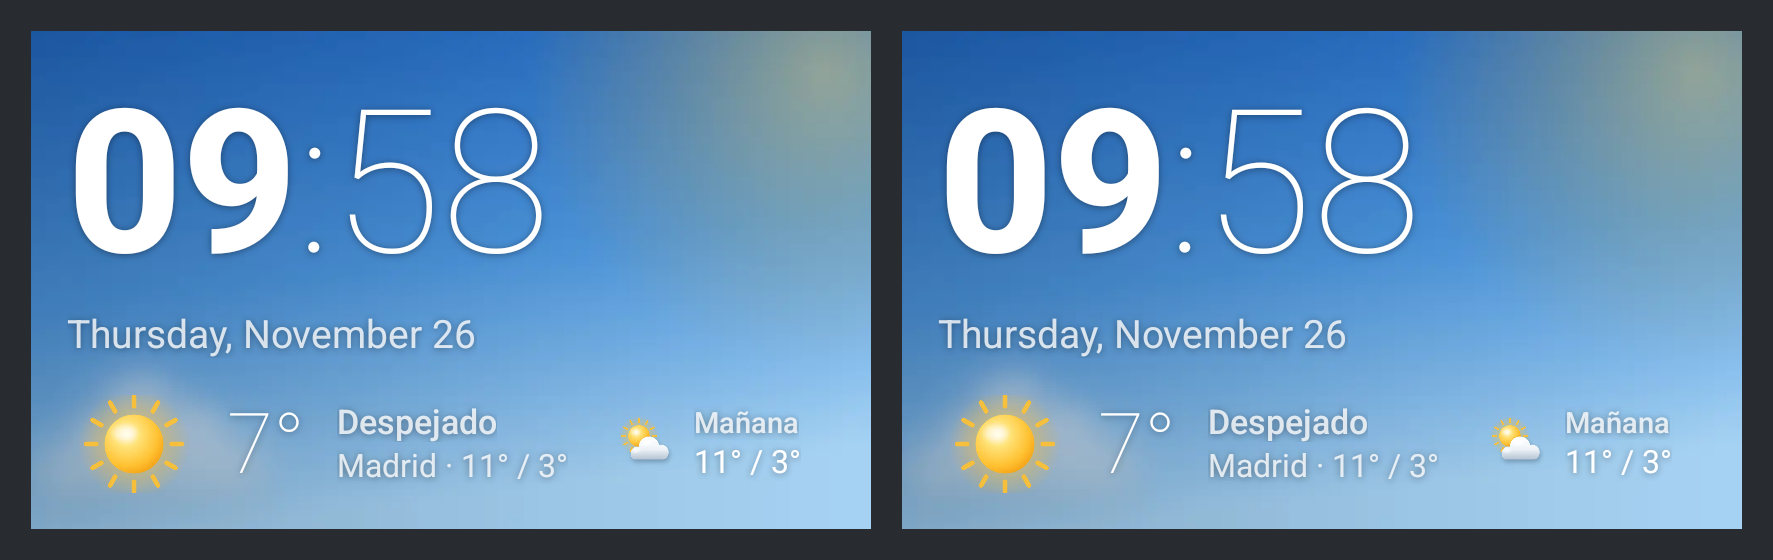 09:58
Thursday, November 26
7°
Despejado
Madrid · 11° / 3°
Mañana
11° / 3°
09:58
Thursday, November 26
7°
Despejado
Madrid · 11° / 3°
Mañana
11° / 3°